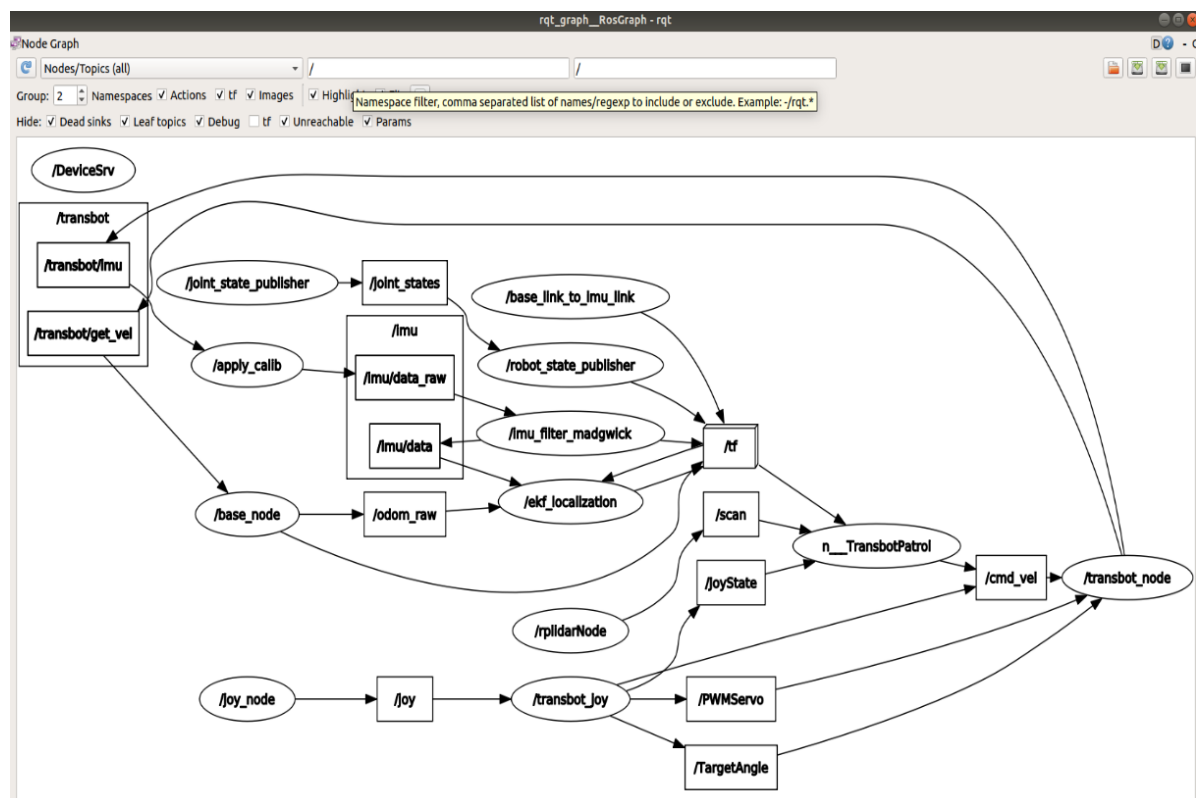 rqt_graph__RosGraph - rqt
Node Graph
D - C
Nodes/Topics (all)
/
/
Group: 2 Namespaces Actions tf Images Highlight
Namespace filter, comma separated list of names/regexp to include or exclude. Example: -/rqt.*
Hide: Dead sinks Leaf topics Debug tf Unreachable Params
/DeviceSrv
/transbot
/transbot/imu
/transbot/get_vel
/joint_state_publisher
/joint_states
/base_link_to_imu_link
/imu
/apply_calib
/imu/data_raw
/robot_state_publisher
/imu/data
/imu_filter_madgwick
/tf
/base_node
/odom_raw
/ekf_localization
/scan
n___TransbotPatrol
/JoyState
/cmd_vel
/transbot_node
/rplidarNode
/joy_node
/joy
/transbot_joy
/PWMServo
/TargetAngle